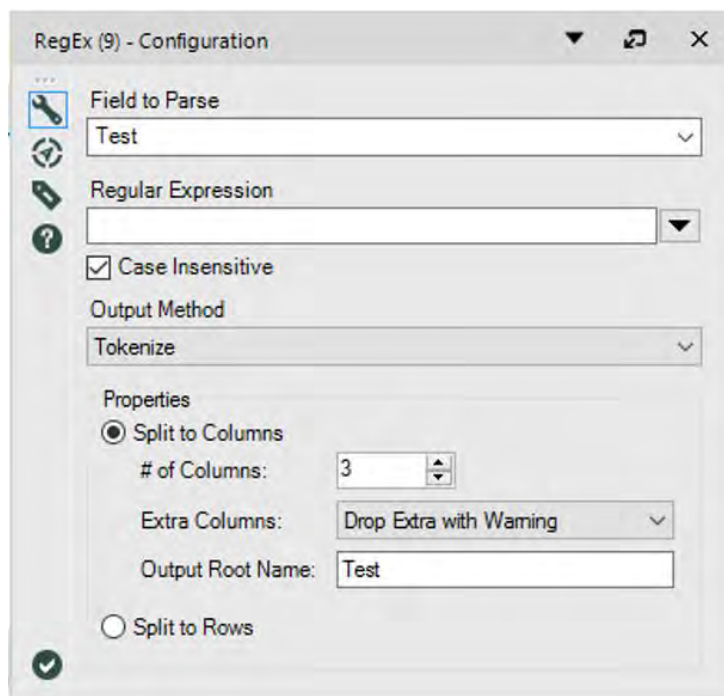 RegEx (9) - Configuration
Field to Parse
Test
Regular Expression
Case Insensitive
Output Method
Tokenize
Properties
Split to Columns
# of Columns: 3
Extra Columns: Drop Extra with Warning
Output Root Name: Test
Split to Rows